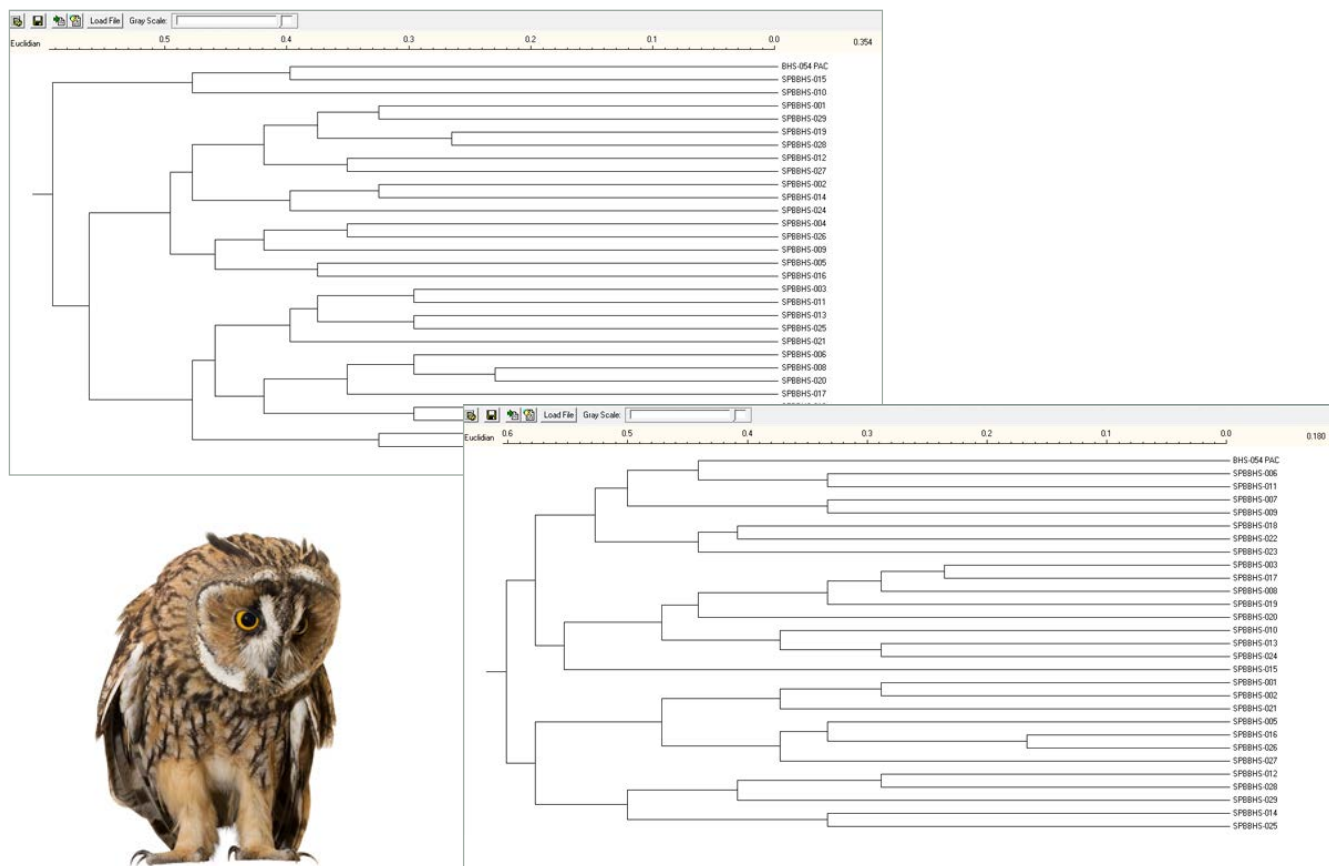 Load File Gray Scale:
Euclidian 0.5 0.4 0.3 0.2 0.1 0.0 0.354
BHS-054 PAC
SPBBHS-015
SPBBHS-010
SPBBHS-001
SPBBHS-029
SPBBHS-019
SPBBHS-028
SPBBHS-012
SPBBHS-027
SPBBHS-002
SPBBHS-014
SPBBHS-024
SPBBHS-004
SPBBHS-026
SPBBHS-009
SPBBHS-005
SPBBHS-016
SPBBHS-003
SPBBHS-011
SPBBHS-013
SPBBHS-025
SPBBHS-021
SPBBHS-006
SPBBHS-008
SPBBHS-020
SPBBHS-017
Load File Gray Scale:
Euclidian 0.6 0.5 0.4 0.3 0.2 0.1 0.0 0.180
BHS-054 PAC
SPBBHS-006
SPBBHS-011
SPBBHS-007
SPBBHS-009
SPBBHS-018
SPBBHS-022
SPBBHS-023
SPBBHS-003
SPBBHS-017
SPBBHS-008
SPBBHS-019
SPBBHS-020
SPBBHS-010
SPBBHS-013
SPBBHS-024
SPBBHS-015
SPBBHS-001
SPBBHS-002
SPBBHS-021
SPBBHS-005
SPBBHS-016
SPBBHS-026
SPBBHS-027
SPBBHS-012
SPBBHS-028
SPBBHS-029
SPBBHS-014
SPBBHS-025